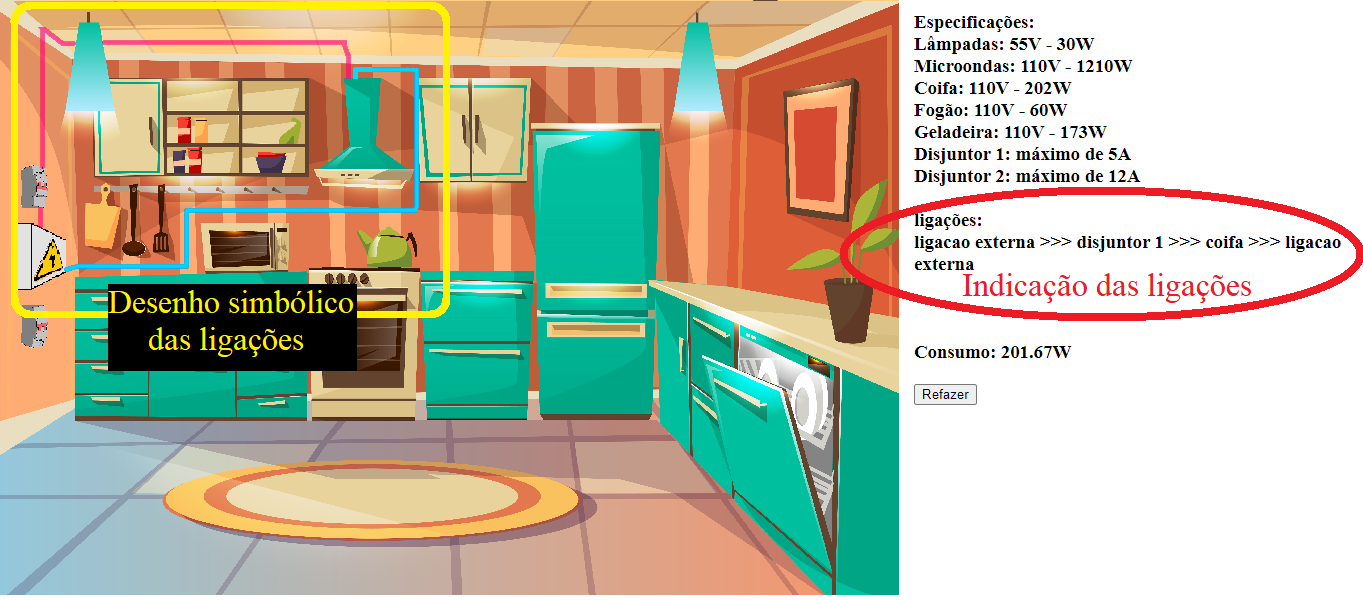 Desenho simbólico
das ligações
Especificações:
Lâmpadas: 55V - 30W
Microondas: 110V - 1210W
Coifa: 110V - 202W
Fogão: 110V - 60W
Geladeira: 110V - 173W
Disjuntor 1: máximo de 5A
Disjuntor 2: máximo de 12A
ligações:
ligacao externa >>> disjuntor 1 >>> coifa >>> ligacao
externa
Indicação das ligações
Consumo: 201.67W
Refazer